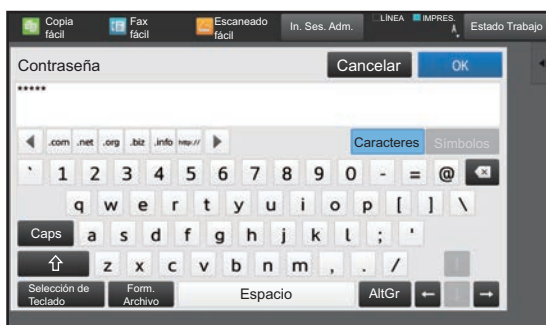 Copia fácil
Fax fácil
Escaneado fácil
In. Ses. Adm.
LÍNEA
IMPRES.
Estado Trabajo
Contraseña
Cancelar
OK
*****
.com .net .org .biz .info http://
Caracteres
Símbolos
` 1 2 3 4 5 6 7 8 9 0 - = @
q w e r t y u i o p [ ] \
Caps a s d f g h j k l ; '
z x c v b n m , . /
Selección de Teclado
Form. Archivo
Espacio
AltGr